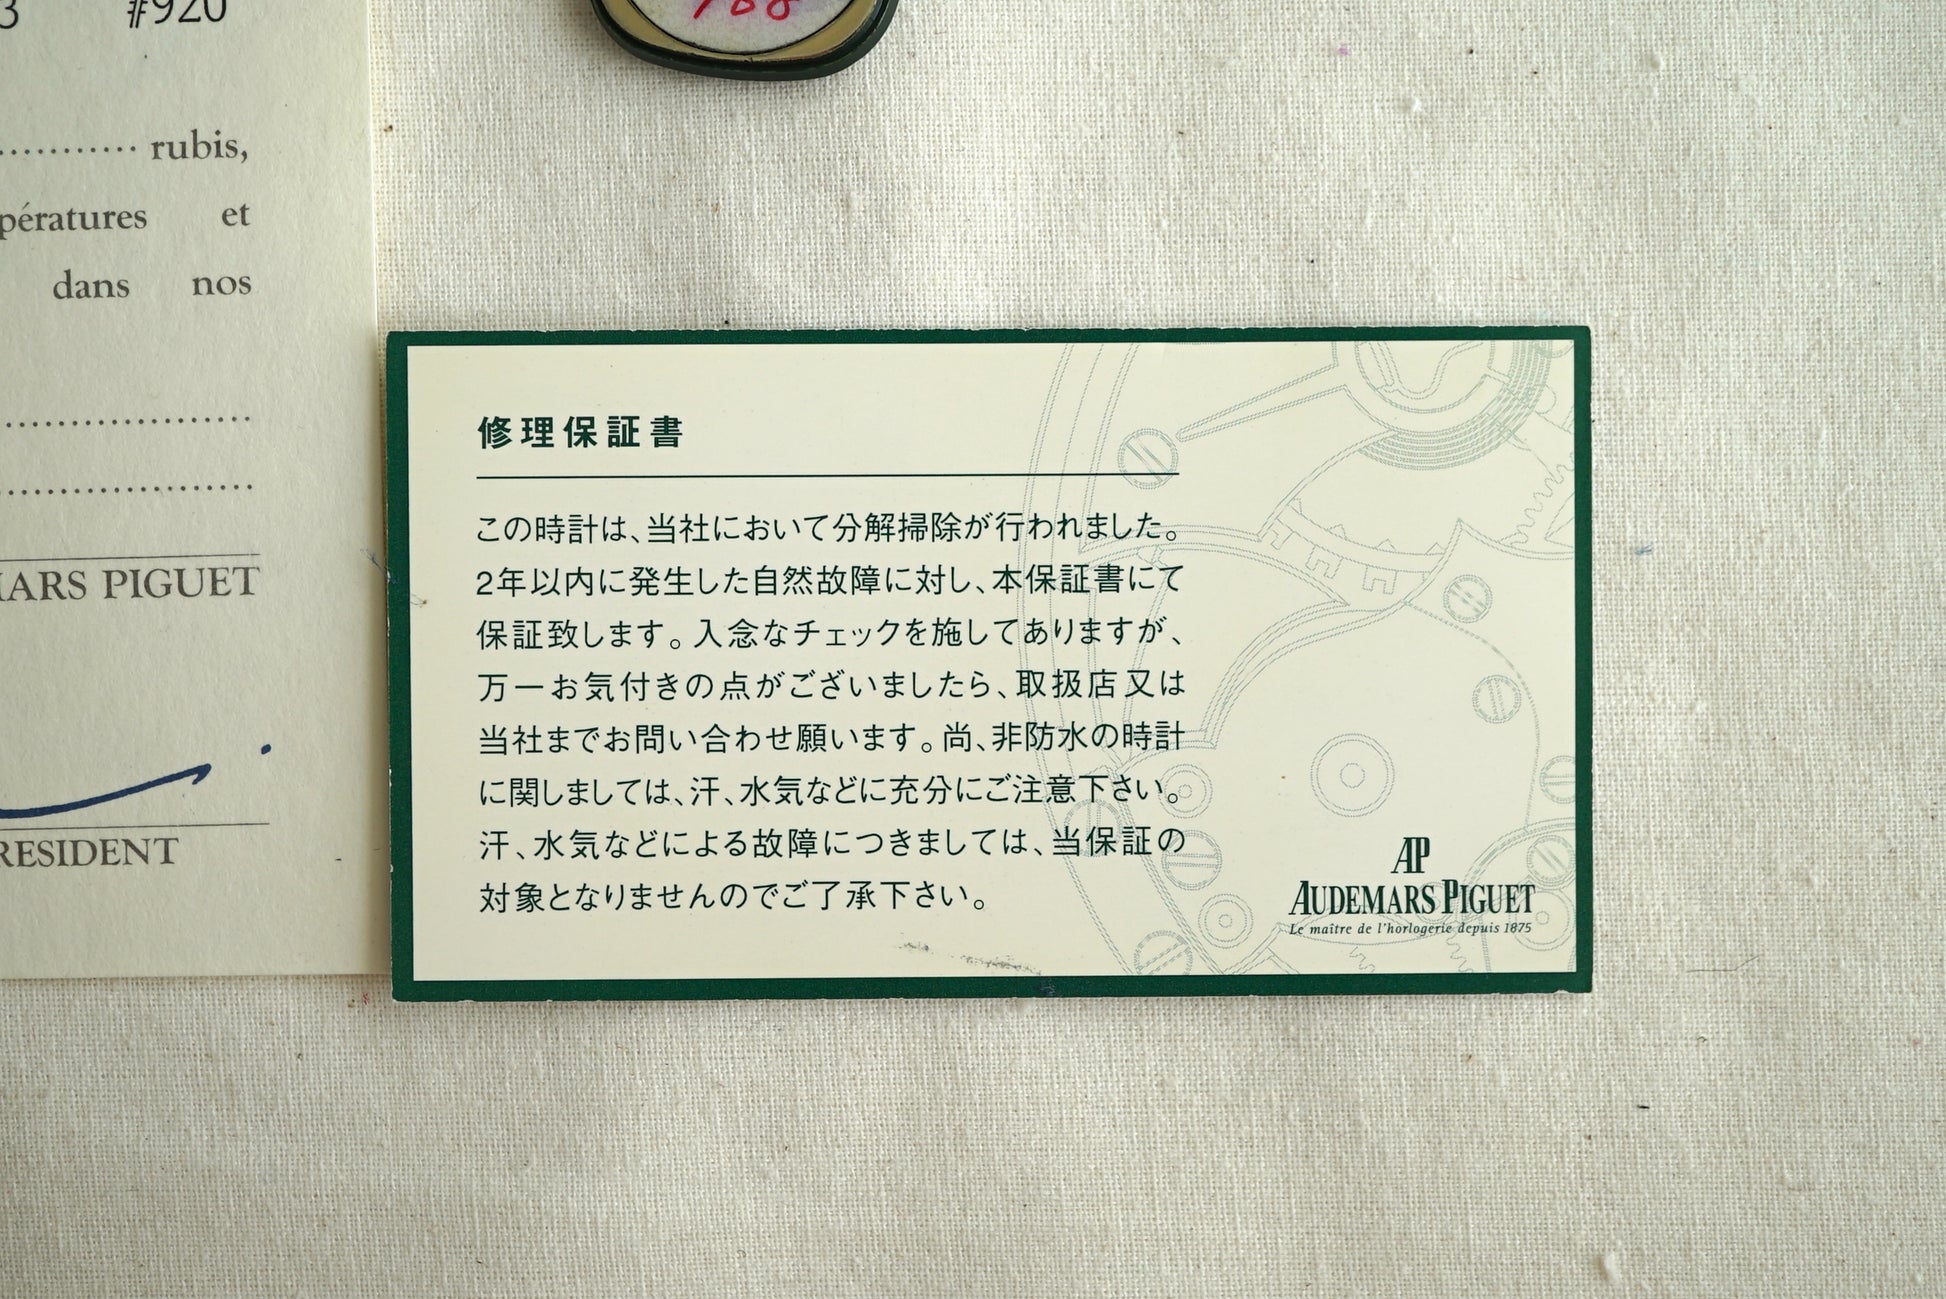 #920
rubis,
et
dans nos
PIGUET
修理保証書
この時計は、当社において分解掃除が行われました。
2年以内に発生した自然故障に対し、本保証書にて
保証致します。入念なチェックを施してありますが、
万一お気付きの点がございましたら、取扱店又は
当社までお問い合わせ願います。尚、非防水の時計
に関しましては、汗、水気などに充分にご注意下さい。
汗、水気などによる故障につきましては、当保証の
対象となりませんのでご了承下さい。
AP
AUDEMARS PIGUET
Le maître de l'horlogerie depuis 1875